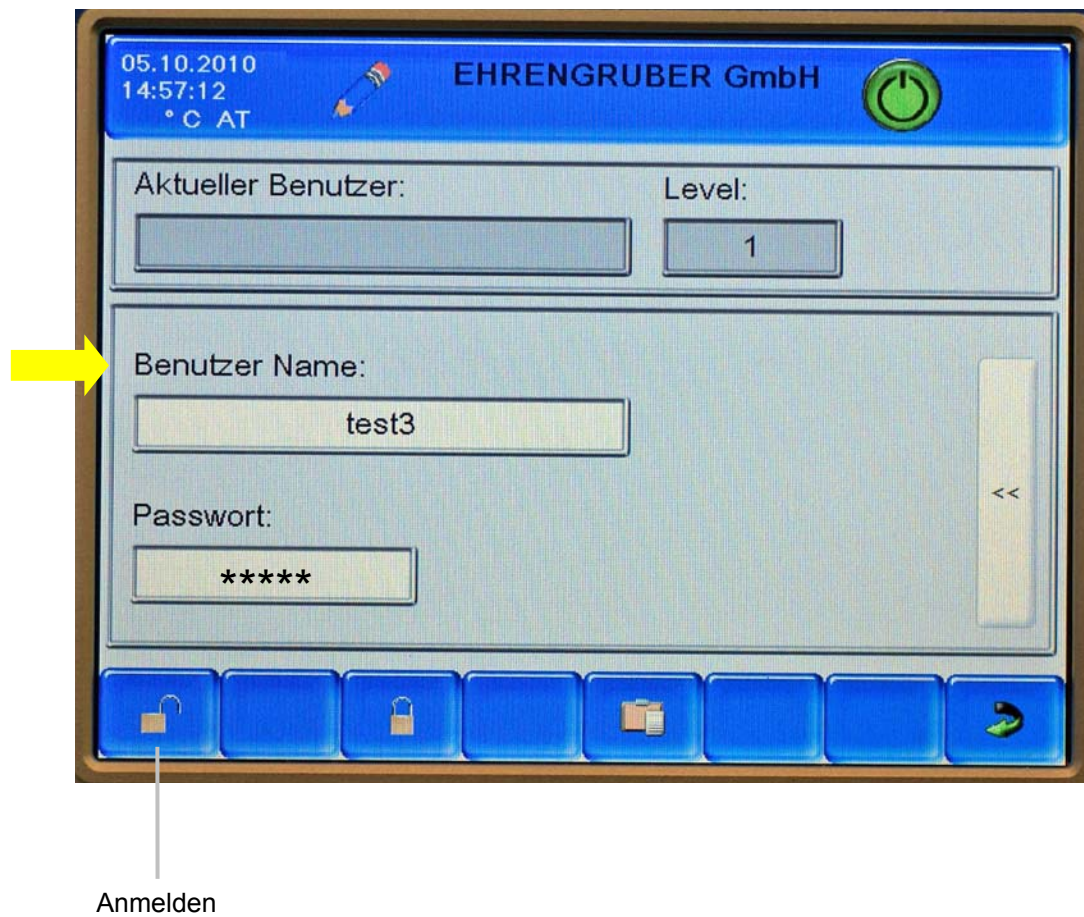 05.10.2010
14:57:12
° C AT
EHRENGRUBER GmbH
Aktueller Benutzer:
Level:
1
Benutzer Name:
test3
<<
Passwort:
*****
Anmelden